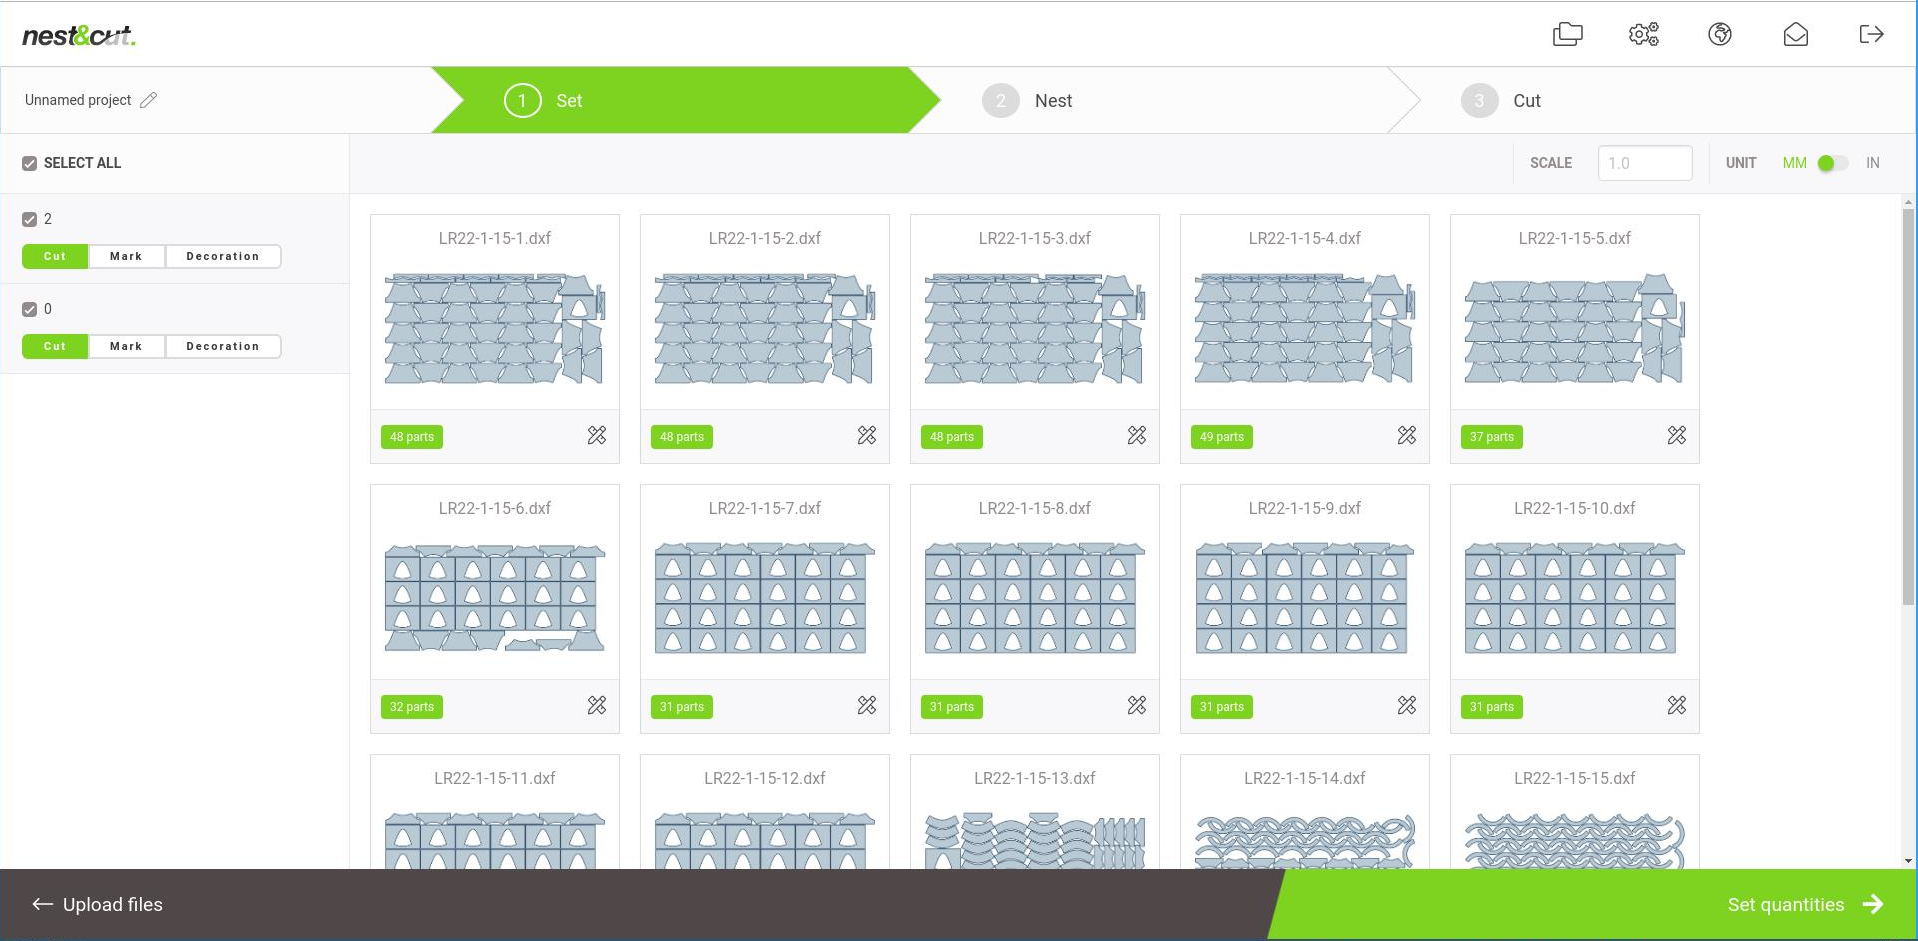 nest&cut.
Unnamed project
1 Set
2 Nest
3 Cut
SELECT ALL
SCALE 1.0 UNIT MM IN
2
Cut Mark Decoration
0
Cut Mark Decoration
LR22-1-15-1.dxf LR22-1-15-2.dxf LR22-1-15-3.dxf LR22-1-15-4.dxf LR22-1-15-5.dxf
48 parts 48 parts 48 parts 49 parts 37 parts
LR22-1-15-6.dxf LR22-1-15-7.dxf LR22-1-15-8.dxf LR22-1-15-9.dxf LR22-1-15-10.dxf
32 parts 31 parts 31 parts 31 parts 31 parts
LR22-1-15-11.dxf LR22-1-15-12.dxf LR22-1-15-13.dxf LR22-1-15-14.dxf LR22-1-15-15.dxf
Upload files
Set quantities